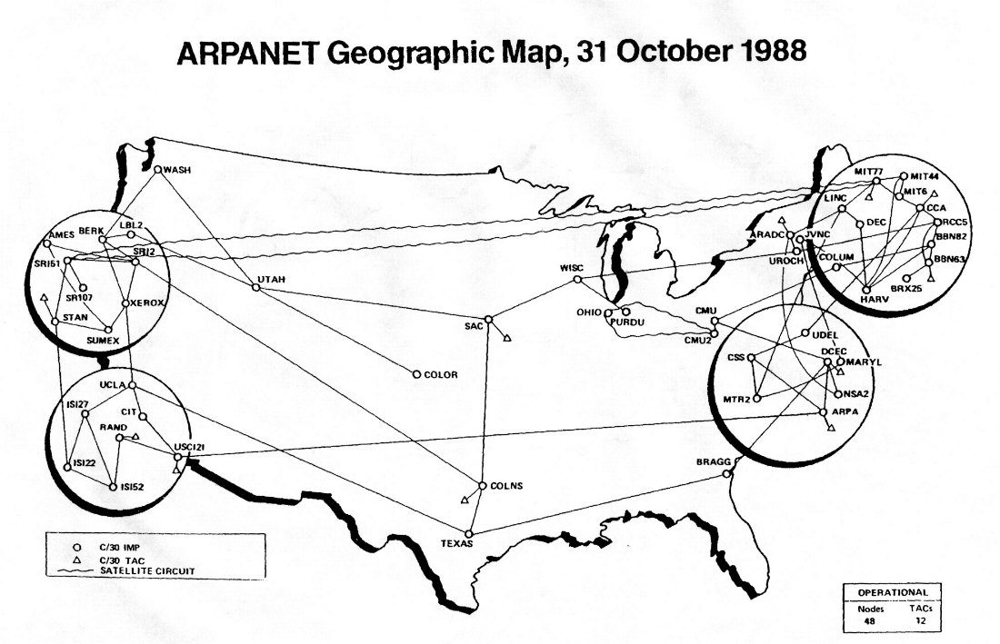 ARPANET Geographic Map, 31 October 1988
WASH
MIT77
MIT44
MIT6
LINC
CCA
RCC5
DEC
BBN82
BBN63
BRX25
HARV
COLUM
ARADC
JVNC
UROCH
AMES
BERK
LBL2
SRI2
SRI51
SR107
XEROX
STAN
SUMEX
UTAH
WISC
SAC
OHIO
PURDU
CMU
CMU2
COLOR
UDEL
DCEC
CSS
MARYL
MTR2
NSA2
ARPA
UCLA
ISI27
CIT
RAND
USCI21
ISI22
ISI52
BRAGG
COLNS
TEXAS
C/30 IMP
C/30 TAC
SATELLITE CIRCUIT
OPERATIONAL
Nodes TACs
48 12